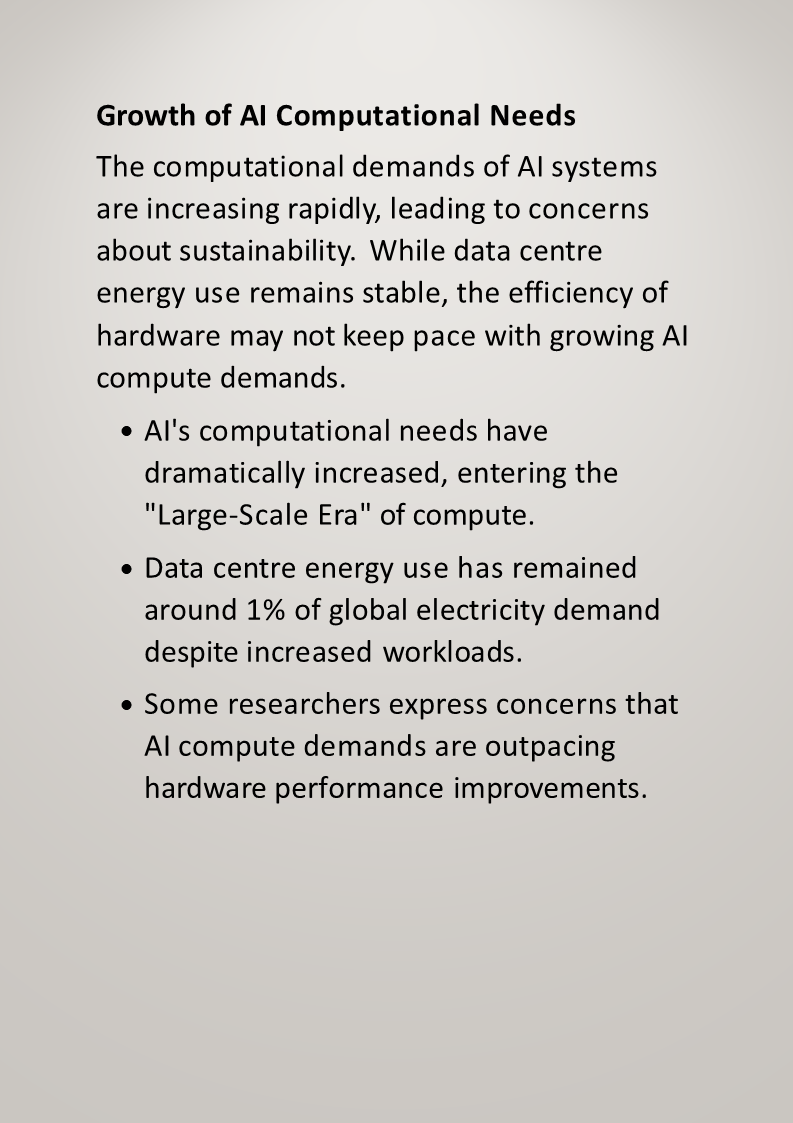 Growth of AI Computational Needs
The computational demands of AI systems
are increasing rapidly, leading to concerns
about sustainability. While data centre
energy use remains stable, the efficiency of
hardware may not keep pace with growing AI
compute demands.
• AI's computational needs have
dramatically increased, entering the
"Large-Scale Era" of compute.
• Data centre energy use has remained
around 1% of global electricity demand
despite increased workloads.
• Some researchers express concerns that
AI compute demands are outpacing
hardware performance improvements.